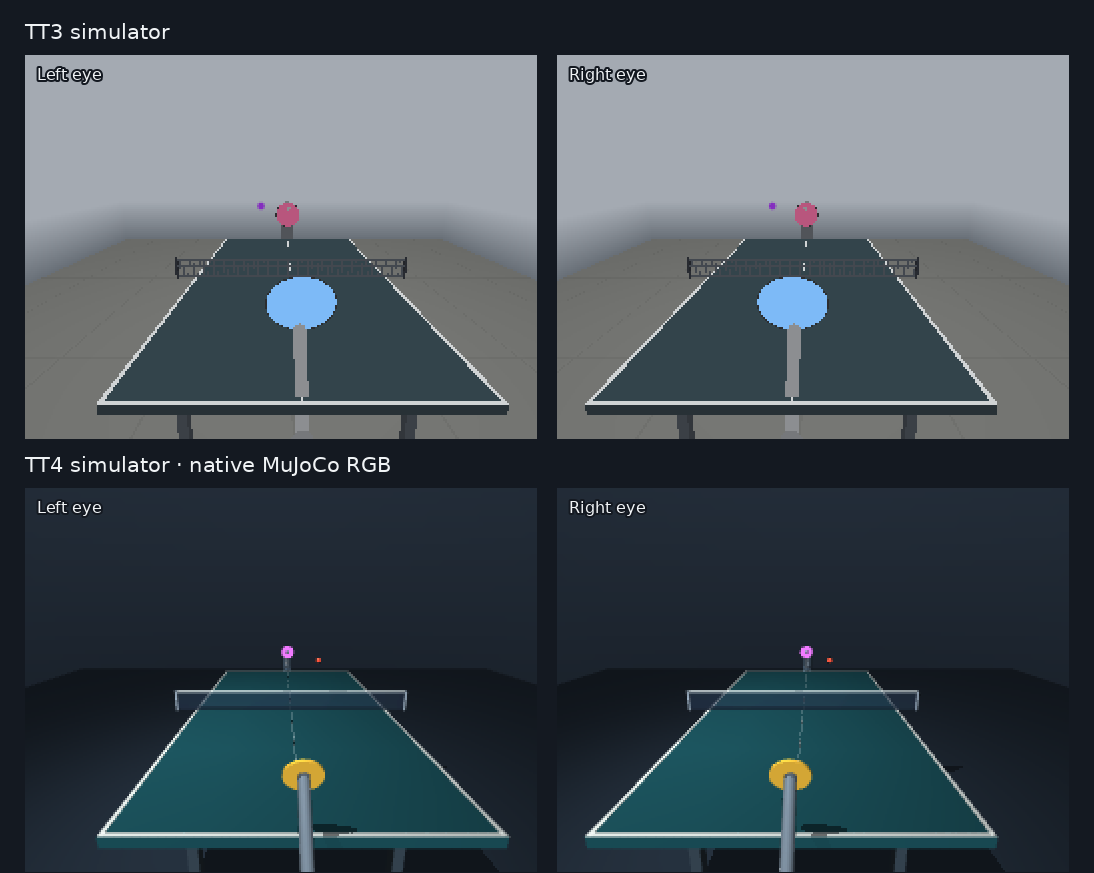 TT3 simulator
Left eye
Right eye
TT4 simulator · native MuJoCo RGB
Left eye
Right eye